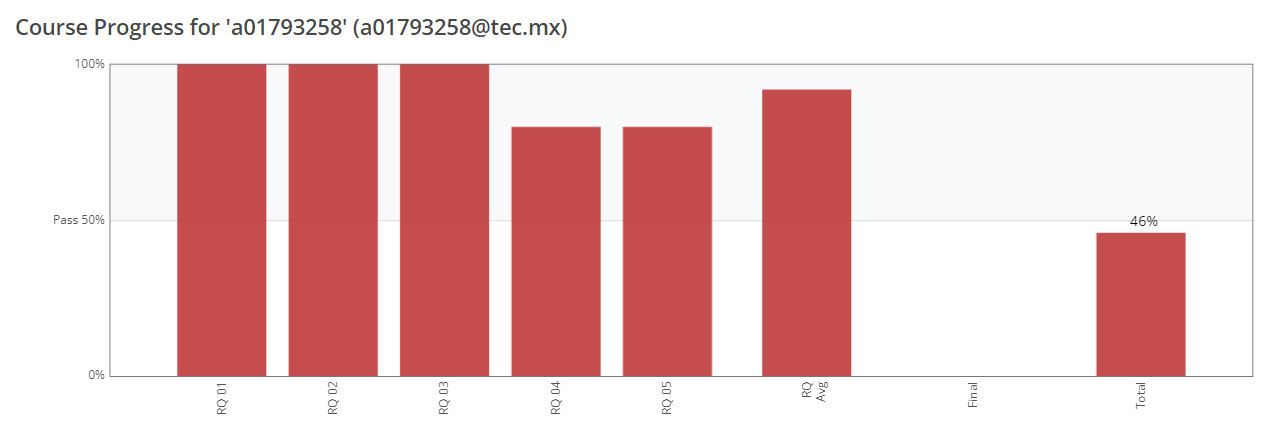 Course Progress for 'a01793258' (a01793258@tec.mx)
100%
Pass 50%
0%
46%
RQ 01
RQ 02
RQ 03
RQ 04
RQ 05
RQ
Avg
Final
Total